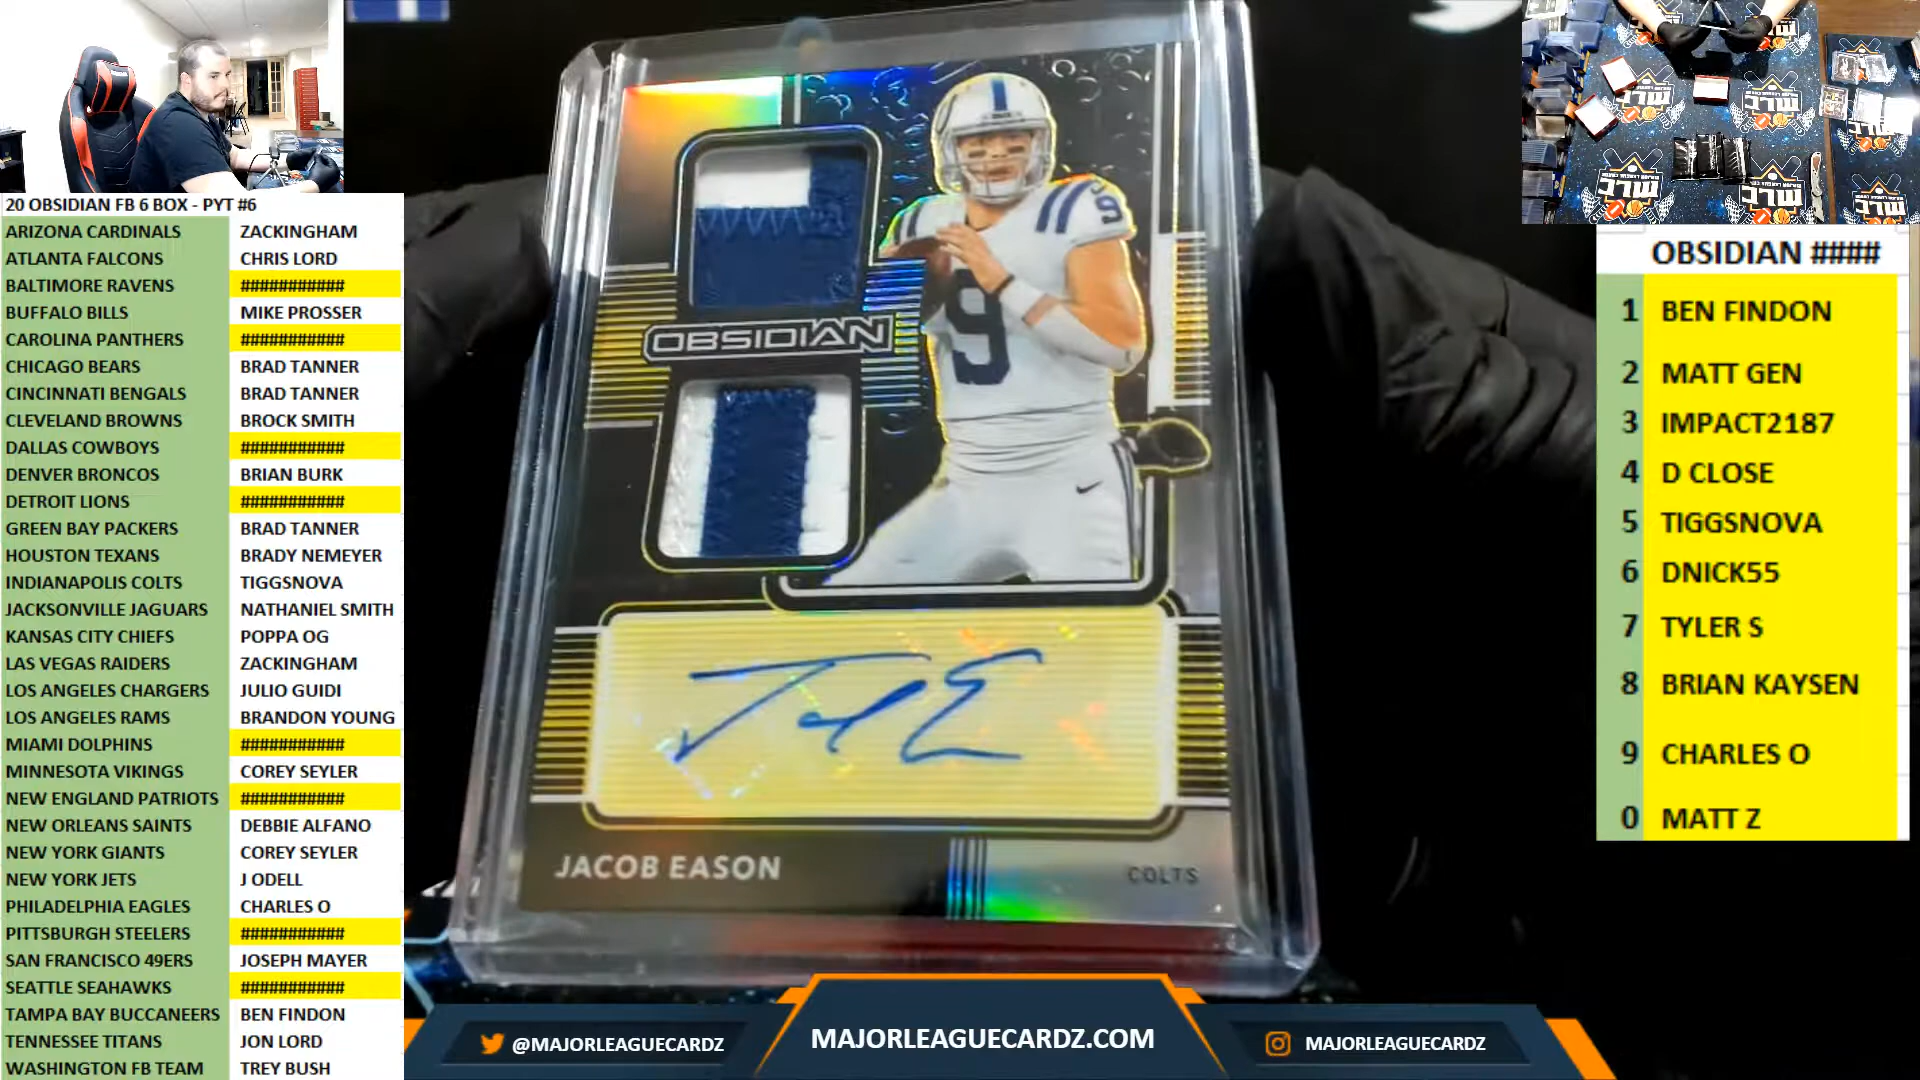 20 OBSIDIAN FB 6 BOX - PYT #6
ARIZONA CARDINALS ZACKINGHAM
ATLANTA FALCONS CHRIS LORD
BALTIMORE RAVENS ###########
BUFFALO BILLS MIKE PROSSER
CAROLINA PANTHERS ###########
CHICAGO BEARS BRAD TANNER
CINCINNATI BENGALS BRAD TANNER
CLEVELAND BROWNS BROCK SMITH
DALLAS COWBOYS ###########
DENVER BRONCOS BRIAN BURK
DETROIT LIONS ###########
GREEN BAY PACKERS BRAD TANNER
HOUSTON TEXANS BRADY NEMEYER
INDIANAPOLIS COLTS TIGGSNOVA
JACKSONVILLE JAGUARS NATHANIEL SMITH
KANSAS CITY CHIEFS POPPA OG
LAS VEGAS RAIDERS ZACKINGHAM
LOS ANGELES CHARGERS JULIO GUIDI
LOS ANGELES RAMS BRANDON YOUNG
MIAMI DOLPHINS ###########
MINNESOTA VIKINGS COREY SEYLER
NEW ENGLAND PATRIOTS ###########
NEW ORLEANS SAINTS DEBBIE ALFANO
NEW YORK GIANTS COREY SEYLER
NEW YORK JETS J ODELL
PHILADELPHIA EAGLES CHARLES O
PITTSBURGH STEELERS ###########
SAN FRANCISCO 49ERS JOSEPH MAYER
SEATTLE SEAHAWKS ###########
TAMPA BAY BUCCANEERS BEN FINDON
TENNESSEE TITANS JON LORD
WASHINGTON FB TEAM TREY BUSH
9
9
OBSIDIAN
JACOB EASON
COLTS
@MAJORLEAGUECARDZ
MAJORLEAGUECARDZ.COM
MAJORLEAGUECARDZ
OBSIDIAN ####
1 BEN FINDON
2 MATT GEN
3 IMPACT2187
4 D CLOSE
5 TIGGSNOVA
6 DNICK55
7 TYLER S
8 BRIAN KAYSEN
9 CHARLES O
0 MATT Z